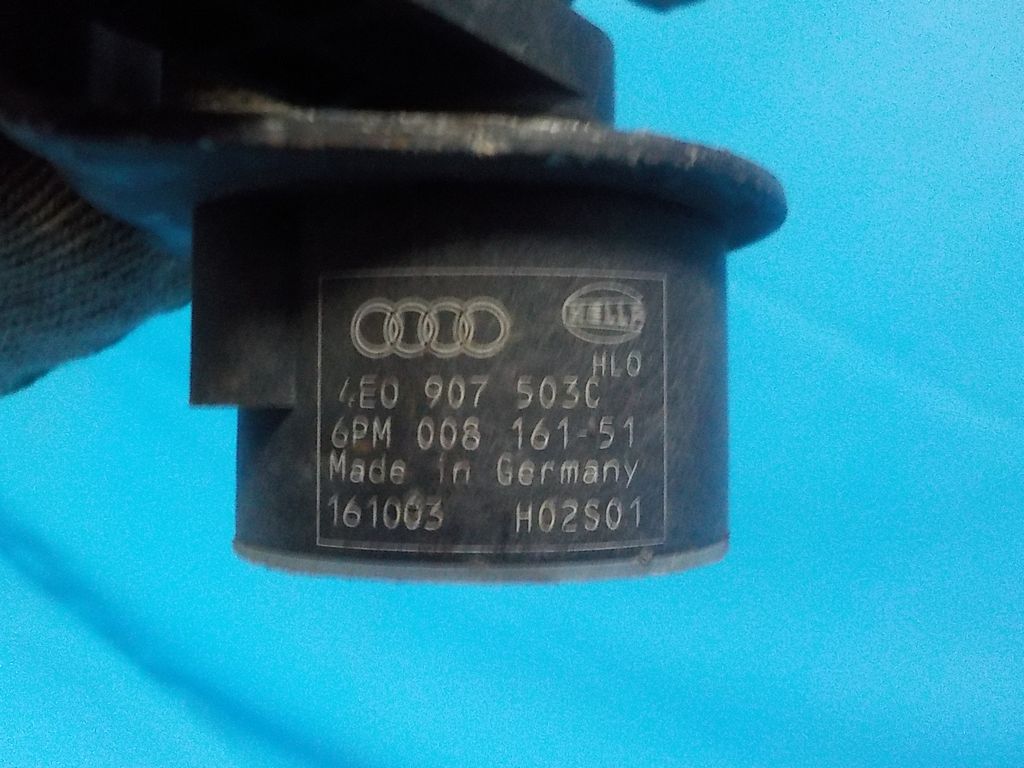 HELLA
HLO
4E0 907 503C
6PM 008 161-51
Made in Germany
161003 H02S01